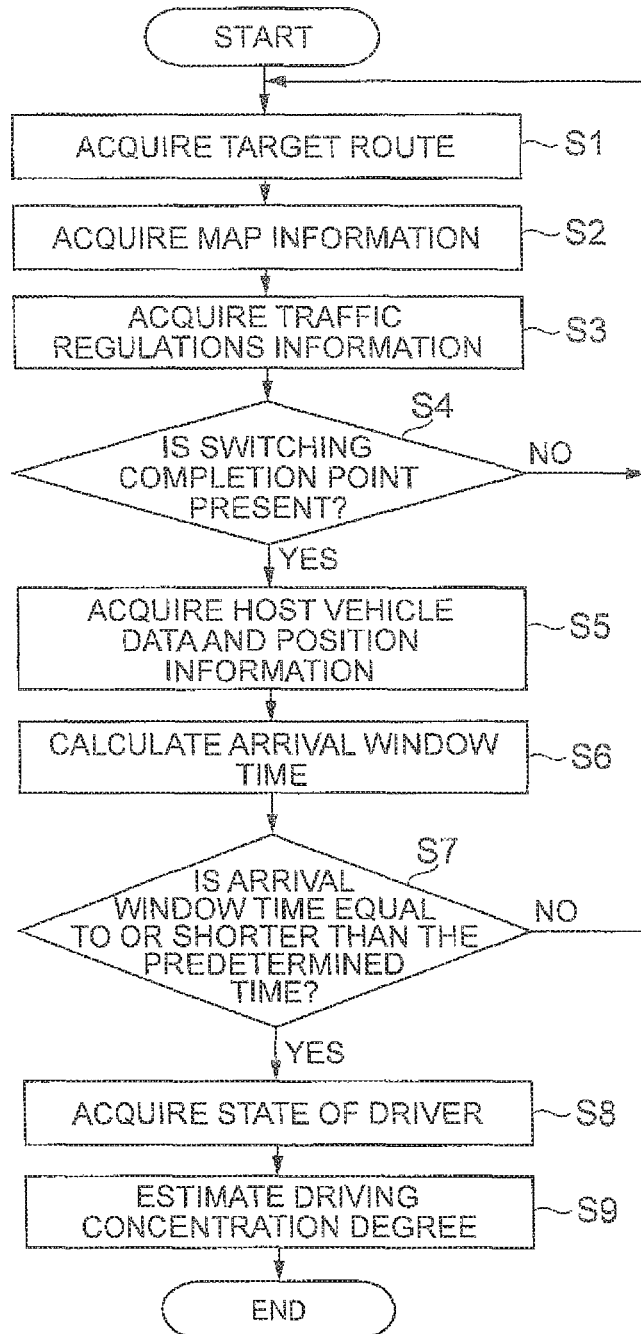 START
ACQUIRE TARGET ROUTE
S1
ACQUIRE MAP INFORMATION
S2
ACQUIRE TRAFFIC
REGULATIONS INFORMATION
S3
S4
IS SWITCHING
COMPLETION POINT
PRESENT?
NO
YES
ACQUIRE HOST VEHICLE
DATA AND POSITION
INFORMATION
S5
CALCULATE ARRIVAL WINDOW
TIME
S6
S7
IS ARRIVAL
WINDOW TIME EQUAL
TO OR SHORTER THAN THE
PREDETERMINED
TIME?
NO
YES
ACQUIRE STATE OF DRIVER
S8
ESTIMATE DRIVING
CONCENTRATION DEGREE
S9
END